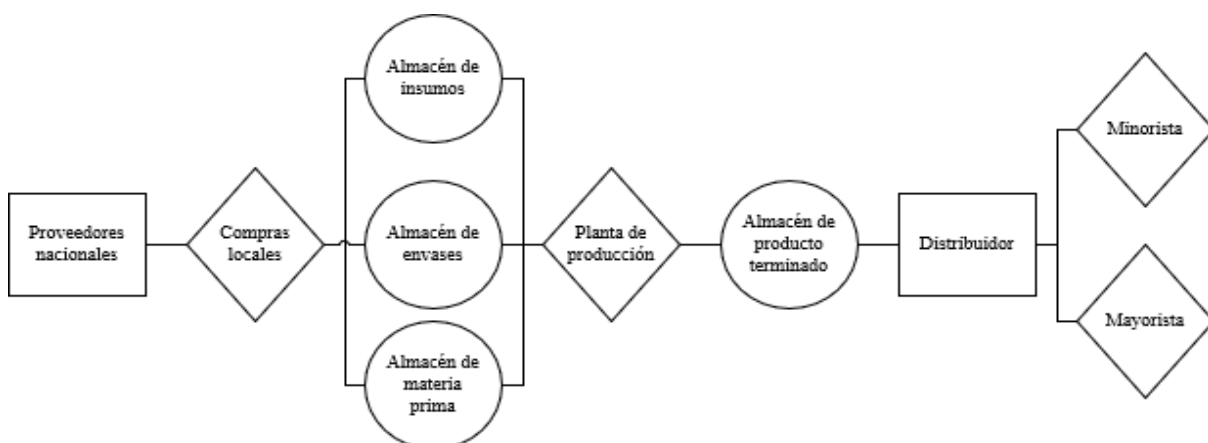 Proveedores
nacionales
Compras
locales
Almacén de
insumos
Almacén de
envases
Almacén de
materia
prima
Planta de
producción
Almacén de
producto
terminado
Distribuidor
Minorista
Mayorista